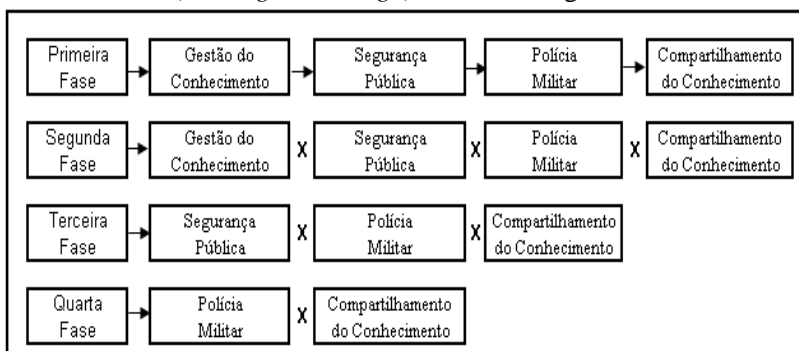 Primeira Fase
Gestão do Conhecimento
Segurança Pública
Polícia Militar
Compartilhamento do Conhecimento
Segunda Fase
Gestão do Conhecimento
X
Segurança Pública
X
Polícia Militar
X
Compartilhamento do Conhecimento
Terceira Fase
Segurança Pública
X
Polícia Militar
X
Compartilhamento do Conhecimento
Quarta Fase
Polícia Militar
X
Compartilhamento do Conhecimento